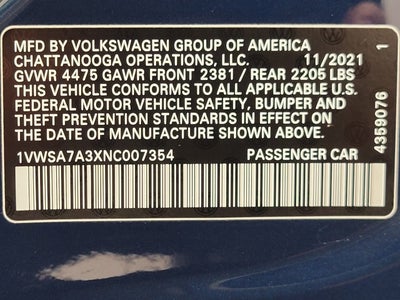 MFD BY VOLKSWAGEN GROUP OF AMERICA
CHATTANOOGA OPERATIONS, LLC. 11/2021
GVWR 4475 GAWR FRONT 2381 / REAR 2205 LBS
THIS VEHICLE CONFORMS TO ALL APPLICABLE U.S.
FEDERAL MOTOR VEHICLE SAFETY, BUMPER AND
THEFT PREVENTION STANDARDS IN EFFECT ON
THE DATE OF MANUFACTURE SHOWN ABOVE.
1VWSA7A3XNC007354 PASSENGER CAR
4359076 1